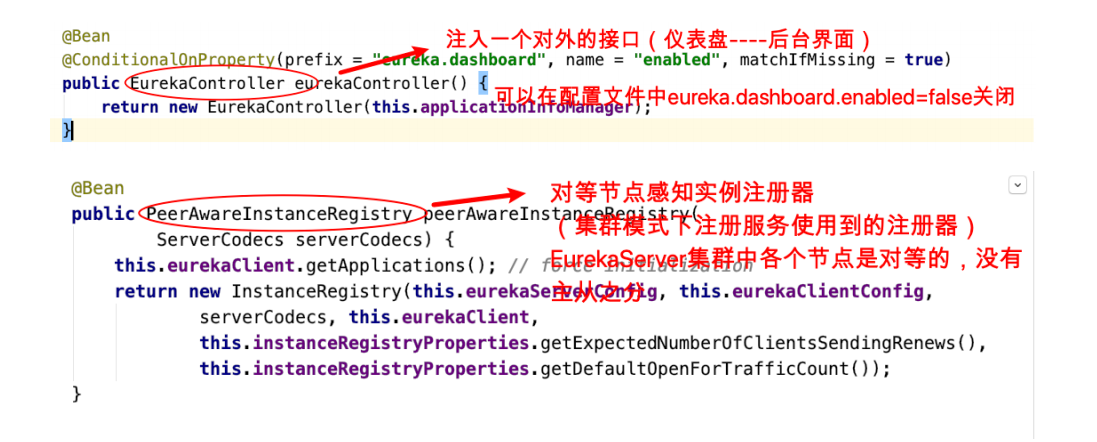 @Bean
注入一个对外的接口（仪表盘----后台界面）
@ConditionalOnProperty(prefix = "eureka.dashboard", name = "enabled", matchIfMissing = true)
public EurekaController eurekaController() {
可以在配置文件中eureka.dashboard.enabled=false关闭
return new EurekaController(this.applicationInfoManager);
}
@Bean
对等节点感知实例注册器
public PeerAwareInstanceRegistry peerAwareInstanceRegistry(
（集群模式下注册服务使用到的注册器）
ServerCodecs serverCodecs) {
EurekaServer集群中各个节点是对等的，没有
this.eurekaClient.getApplications(); // force initialization
主从之分
return new InstanceRegistry(this.eurekaServerConfig, this.eurekaClientConfig,
serverCodecs, this.eurekaClient,
this.instanceRegistryProperties.getExpectedNumberOfClientsSendingRenews(),
this.instanceRegistryProperties.getDefaultOpenForTrafficCount());
}